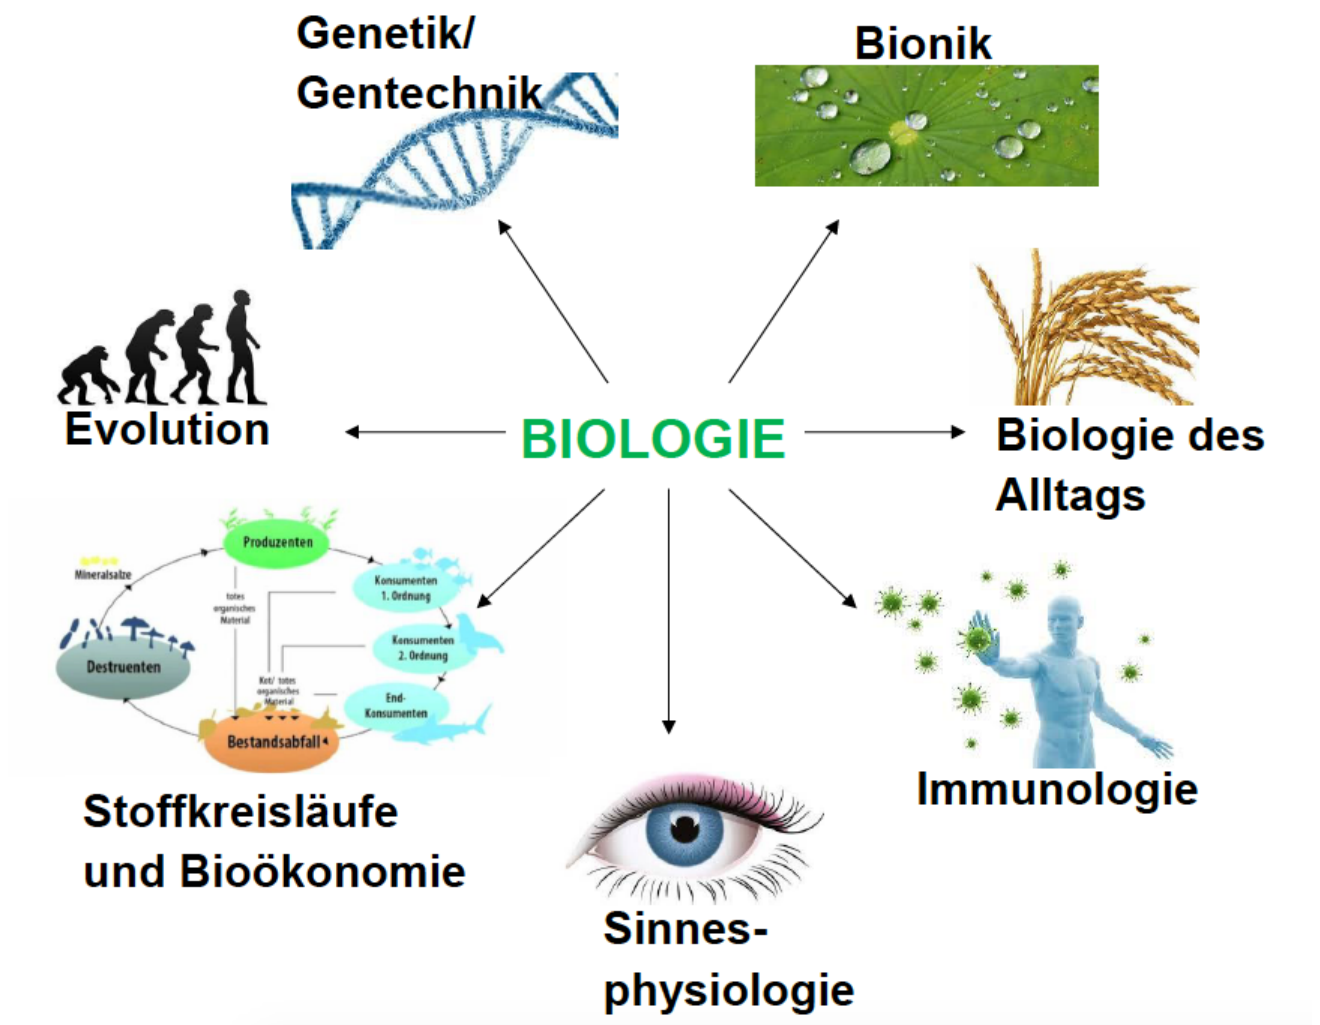 Genetik/
Gentechnik
Bionik
Evolution
BIOLOGIE
Biologie des
Alltags
Produzenten
Mineralsalze
totes
organisches
Material
Konsumenten
1. Ordnung
Konsumenten
2. Ordnung
Destruenten
Kot/ totes
organisches
Material
End-
Konsumenten
Bestandsabfall
Stoffkreisläufe
und Bioökonomie
Immunologie
Sinnes-
physiologie